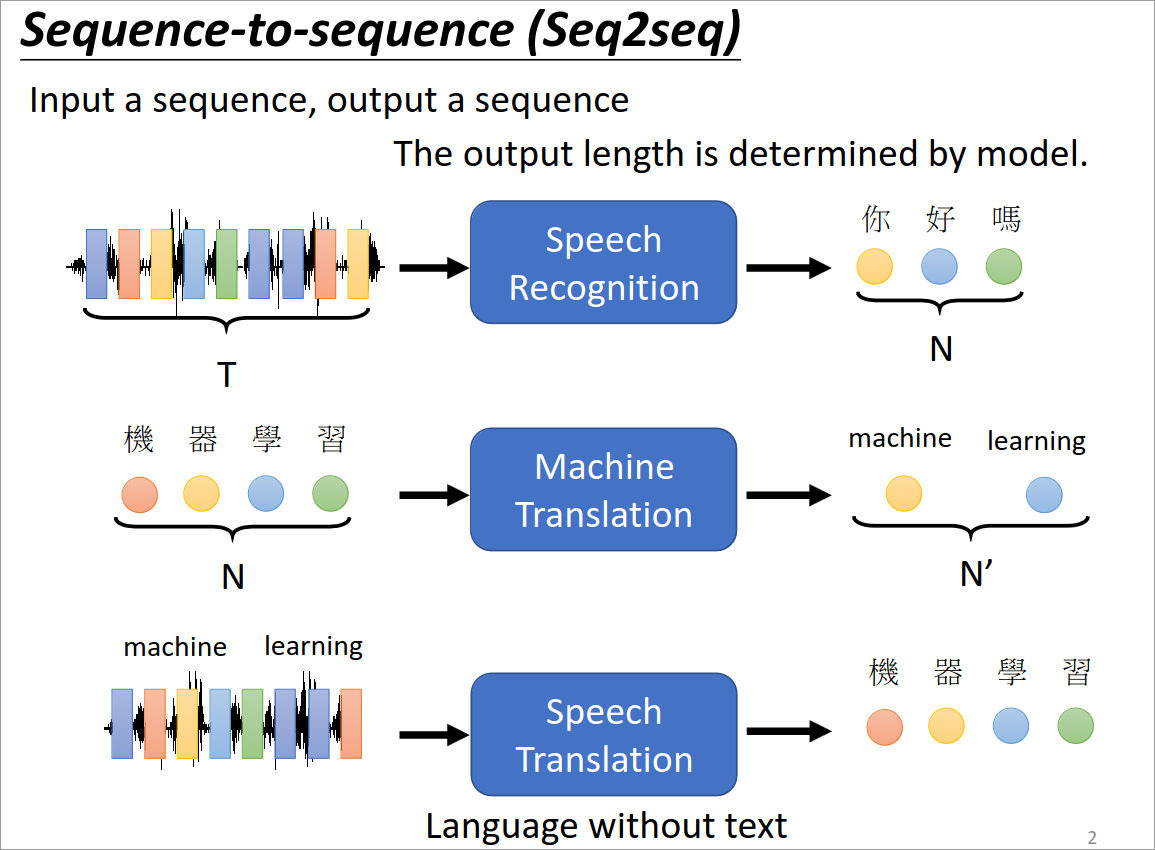 Sequence-to-sequence (Seq2seq)
Input a sequence, output a sequence
The output length is determined by model.
Speech
Recognition
你 好 嗎
T
N
機 器 學 習
Machine
Translation
machine learning
N
N’
machine learning
Speech
Translation
機 器 學 習
Language without text
2